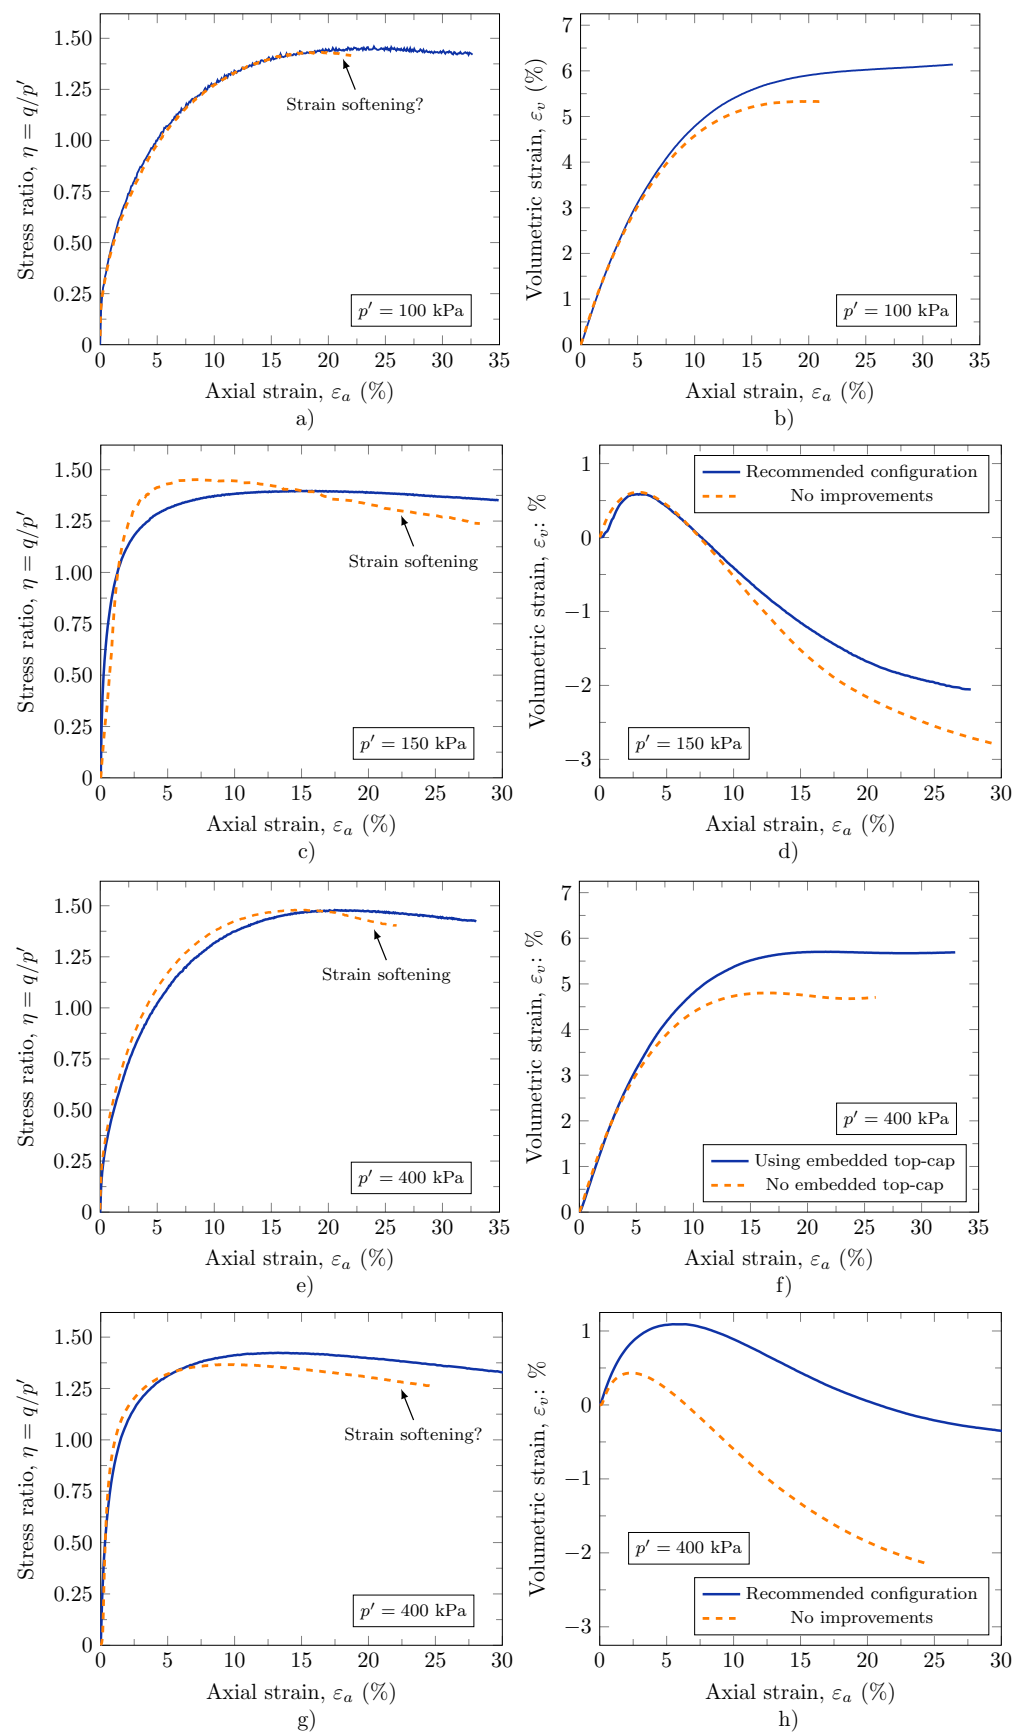 1.50
1.25
1.00
0.75
0.50
0.25
0
Stress ratio, η = q/p′
Strain softening?
p′ = 100 kPa
0 5 10 15 20 25 30 35
Axial strain, εa (%)
a)
7
6
5
4
3
2
1
0
Volumetric strain, εv (%)
p′ = 100 kPa
0 5 10 15 20 25 30 35
Axial strain, εa (%)
b)
1.50
1.25
1.00
0.75
0.50
0.25
0
Stress ratio, η = q/p′
Strain softening
p′ = 150 kPa
0 5 10 15 20 25 30
Axial strain, εa (%)
c)
1
0
−1
−2
−3
Volumetric strain, εv: %
Recommended configuration
No improvements
p′ = 150 kPa
0 5 10 15 20 25 30
Axial strain, εa (%)
d)
1.50
1.25
1.00
0.75
0.50
0.25
0
Stress ratio, η = q/p′
Strain softening
p′ = 400 kPa
0 5 10 15 20 25 30 35
Axial strain, εa (%)
e)
7
6
5
4
3
2
1
0
Volumetric strain, εv: %
p′ = 400 kPa
Using embedded top-cap
No embedded top-cap
0 5 10 15 20 25 30 35
Axial strain, εa (%)
f)
1.50
1.25
1.00
0.75
0.50
0.25
0
Stress ratio, η = q/p′
Strain softening?
p′ = 400 kPa
0 5 10 15 20 25 30
Axial strain, εa (%)
g)
1
0
−1
−2
−3
Volumetric strain, εv: %
p′ = 400 kPa
Recommended configuration
No improvements
0 5 10 15 20 25 30
Axial strain, εa (%)
h)